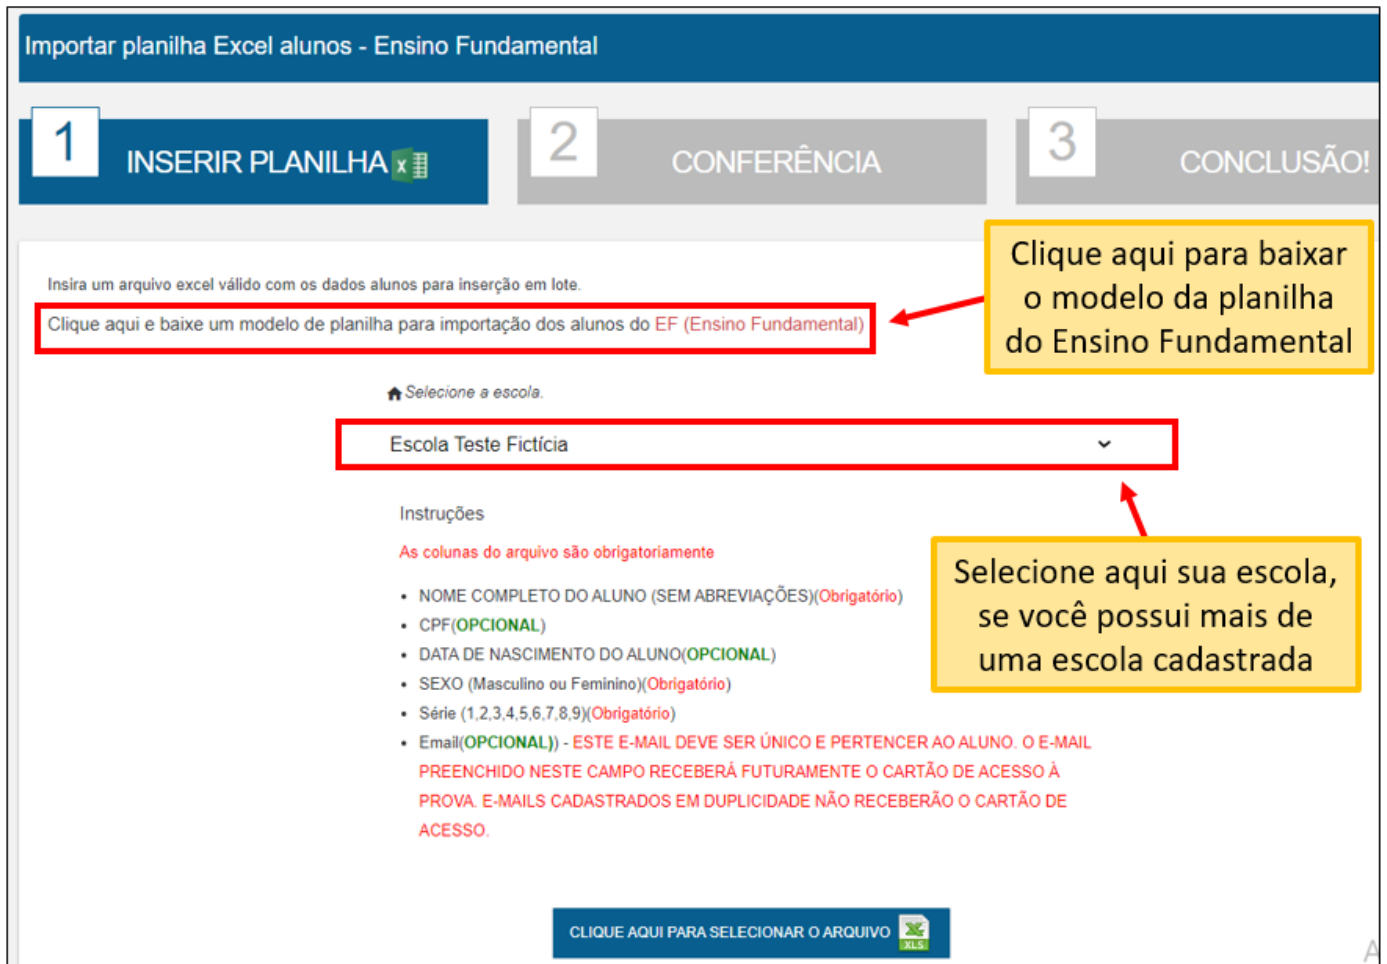 Importar planilha Excel alunos - Ensino Fundamental
1
INSERIR PLANILHA
2
CONFERÊNCIA
3
CONCLUSÃO!
Clique aqui para baixar
o modelo da planilha
do Ensino Fundamental
Insira um arquivo excel válido com os dados alunos para inserção em lote.
Clique aqui e baixe um modelo de planilha para importação dos alunos do EF (Ensino Fundamental)
Selecione a escola.
Escola Teste Fictícia
Selecione aqui sua escola,
se você possui mais de
uma escola cadastrada
Instruções
As colunas do arquivo são obrigatoriamente
• NOME COMPLETO DO ALUNO (SEM ABREVIAÇÕES)(Obrigatório)
• CPF(OPCIONAL)
• DATA DE NASCIMENTO DO ALUNO(OPCIONAL)
• SEXO (Masculino ou Feminino)(Obrigatório)
• Série (1,2,3,4,5,6,7,8,9)(Obrigatório)
• Email(OPCIONAL)) - ESTE E-MAIL DEVE SER ÚNICO E PERTENCER AO ALUNO. O E-MAIL
PREENCHIDO NESTE CAMPO RECEBERÁ FUTURAMENTE O CARTÃO DE ACESSO À
PROVA. E-MAILS CADASTRADOS EM DUPLICIDADE NÃO RECEBERÃO O CARTÃO DE
ACESSO.
CLIQUE AQUI PARA SELECIONAR O ARQUIVO
XLS
A